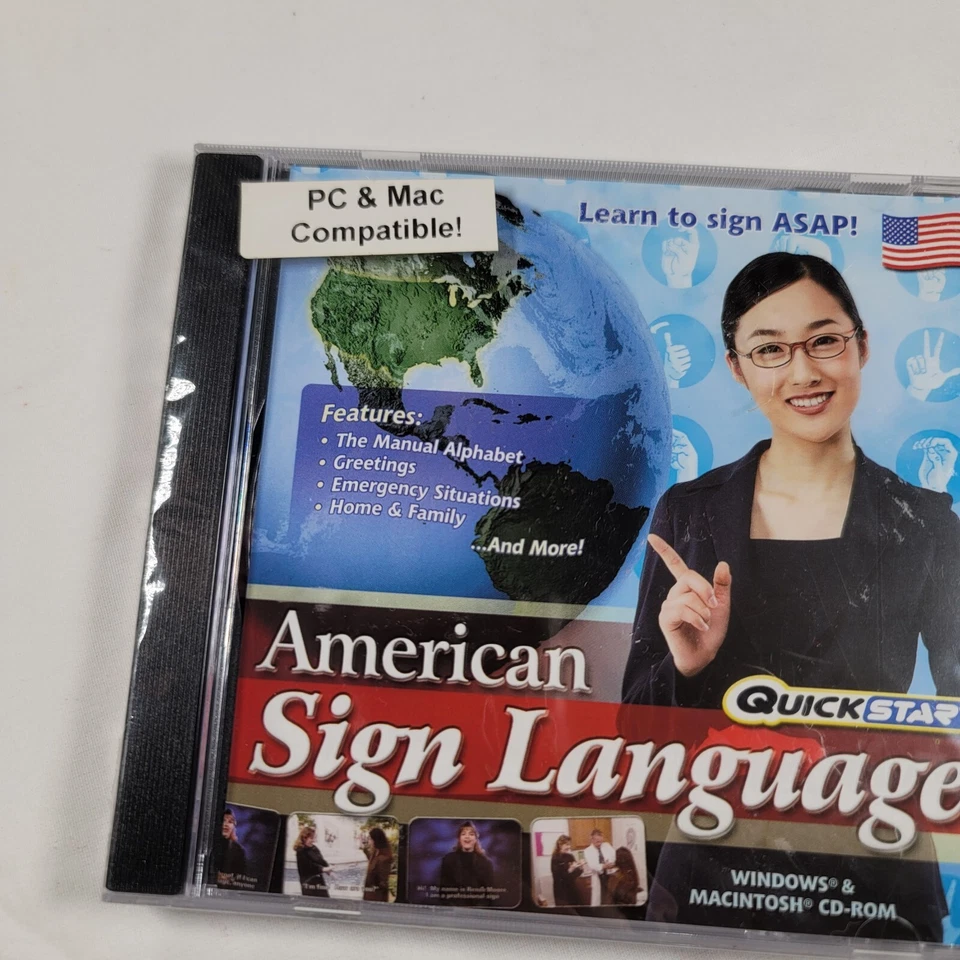 PC & Mac
Compatible!
Learn to sign ASAP!
Features:
• The Manual Alphabet
• Greetings
• Emergency Situations
• Home & Family
...And More!
American
QUICKSTAR
Sign Language
WINDOWS® &
MACINTOSH® CD-ROM